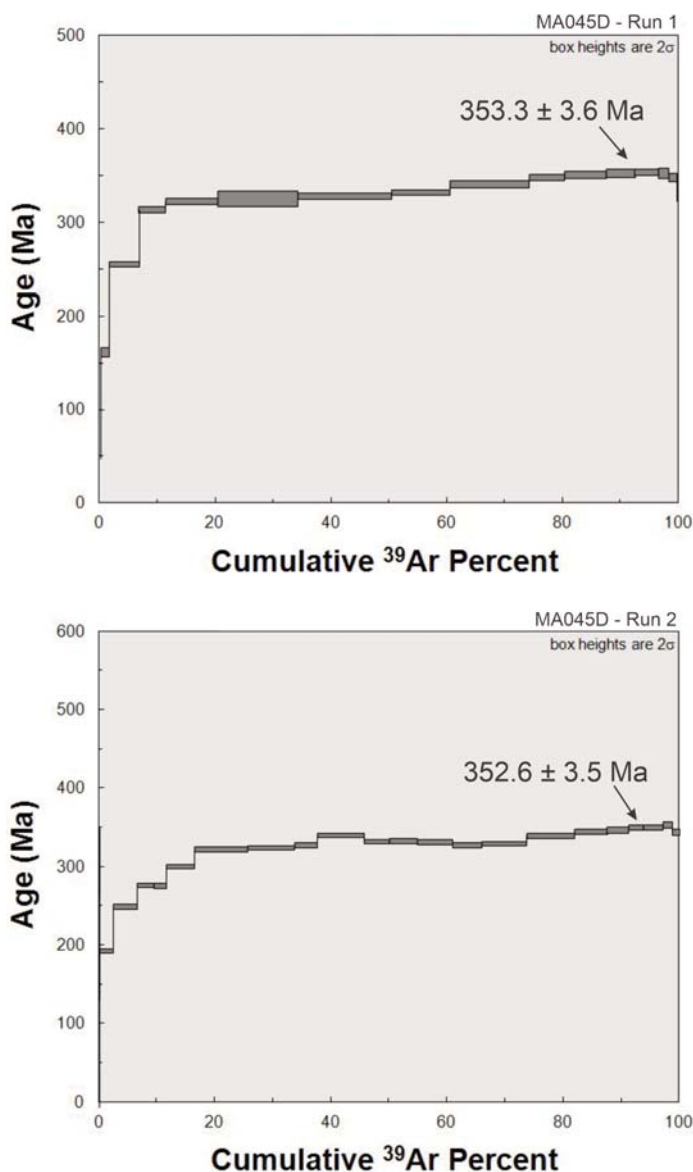 MA045D - Run 1
box heights are 2σ
353.3 ± 3.6 Ma
500
400
300
200
100
0
Age (Ma)
0 20 40 60 80 100
Cumulative ³⁹Ar Percent
MA045D - Run 2
box heights are 2σ
352.6 ± 3.5 Ma
600
500
400
300
200
100
0
Age (Ma)
0 20 40 60 80 100
Cumulative ³⁹Ar Percent